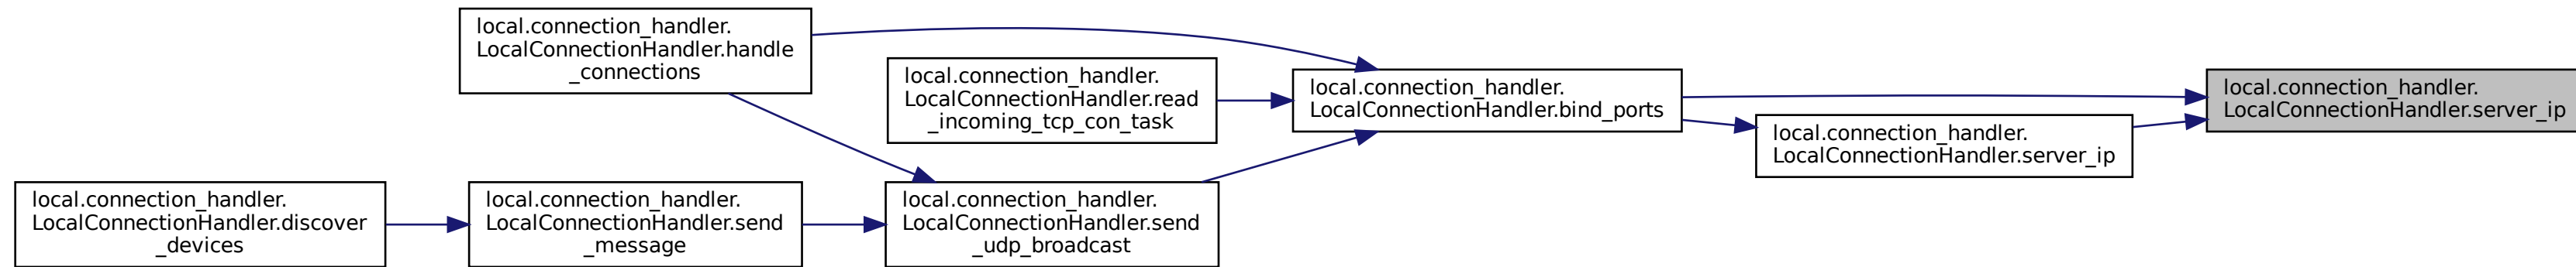 local.connection_handler.
LocalConnectionHandler.handle
_connections
local.connection_handler.
LocalConnectionHandler.read
_incoming_tcp_con_task
local.connection_handler.
LocalConnectionHandler.bind_ports
local.connection_handler.
LocalConnectionHandler.server_ip
local.connection_handler.
LocalConnectionHandler.server_ip
local.connection_handler.
LocalConnectionHandler.discover
_devices
local.connection_handler.
LocalConnectionHandler.send
_message
local.connection_handler.
LocalConnectionHandler.send
_udp_broadcast